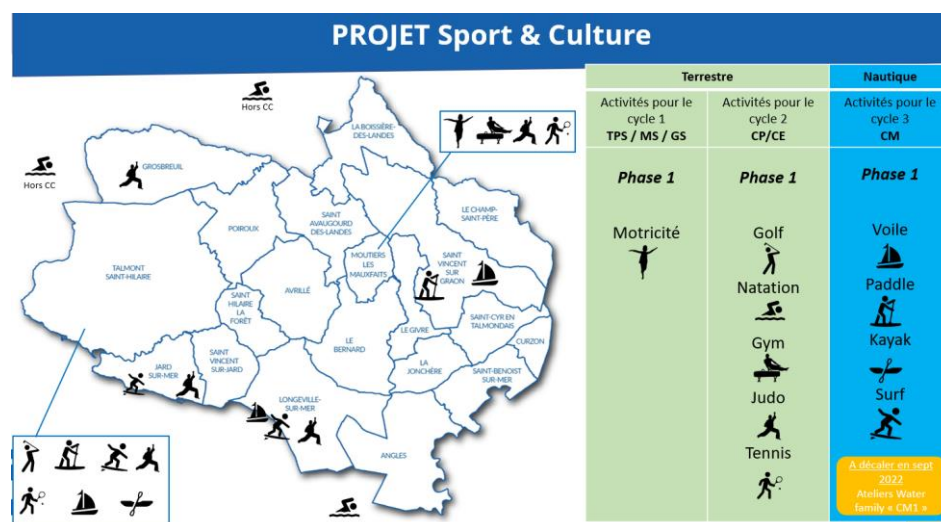 PROJET Sport & Culture
Hors CC
Hors CC
LA BOISSIÈRE-
DES-LANDES
GROSBREUIL
LE CHAMP-
SAINT-PÈRE
POIROUX
SAINT
AVAUGOURD
DES-LANDES
MOUTIERS
LES
MAUXFAITS
SAINT
VINCENT
SUR
GRAON
TALMONT
SAINT-HILAIRE
SAINT
HILAIRE
LA
FORÊT
AVRILLÉ
LE GIVRE
SAINT-CYR EN
TALMONDAIS
CURZON
LE
BERNARD
LA
JONCHÈRE
SAINT-BENOIST
SUR-MER
JARD
SUR-MER
SAINT
VINCENT
SUR-JARD
LONGEVILLE-
SUR-MER
ANGLES
Terrestre
Nautique
Activités pour le
cycle 1
TPS / MS / GS
Activités pour le
cycle 2
CP/CE
Activités pour le
cycle 3
CM
Phase 1
Phase 1
Phase 1
Motricité
Golf
Natation
Gym
Judo
Tennis
Voile
Paddle
Kayak
Surf
A décaler en sept
2022
Ateliers Water
family « CM1 »